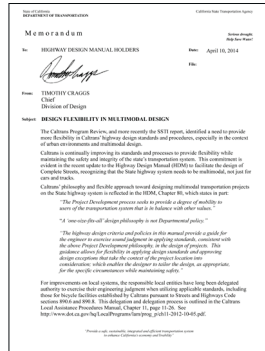 State of California
DEPARTMENT OF TRANSPORTATION
California State Transportation Agency
Memorandum
Serious drought.
Help Save Water!
To: HIGHWAY DESIGN MANUAL HOLDERS
Date: April 10, 2014
File:
From: TIMOTHY CRAGGS
Chief
Division of Design
Subject: DESIGN FLEXIBILITY IN MULTIMODAL DESIGN
The Caltrans Program Review, and more recently the SSTI report, identified a need to provide
more flexibility in Caltrans' highway design standards and procedures, especially in the context
of urban environments and multimodal design.
Caltrans is continually improving its standards and processes to provide flexibility while
maintaining the safety and integrity of the state's transportation system. This commitment is
evident in the recent update to the Highway Design Manual (HDM) to facilitate the design of
Complete Streets, recognizing that the State highway system needs to be multimodal, not just for
cars and trucks.
Caltrans' philosophy and flexible approach toward designing multimodal transportation projects
on the State highway system is reflected in the HDM, Chapter 80, which states in part:
"The Project Development process seeks to provide a degree of mobility to
users of the transportation system that is in balance with other values."
"A 'one-size-fits-all' design philosophy is not Departmental policy."
"The highway design criteria and policies in this manual provide a guide for
the engineer to exercise sound judgment in applying standards, consistent with
the above Project Development philosophy, in the design of projects. This
guidance allows for flexibility in applying design standards and approving
design exceptions that take the context of the project location into
consideration; which enables the designer to tailor the design, as appropriate,
for the specific circumstances while maintaining safety."
For improvements on local streets, the responsible local entities have long been delegated
authority to exercise their engineering judgment when utilizing applicable standards, including
those for bicycle facilities established by Caltrans pursuant to Streets and Highways Code
sections 890.6 and 890.8. This delegation and delegation process is outlined in the Caltrans
Local Assistance Procedures Manual, Chapter 11, page 11-26. See
http://www.dot.ca.gov/hq/LocalPrograms/lam/prog_p/ch11-2012-10-05.pdf.
"Provide a safe, sustainable, integrated and efficient transportation system
to enhance California's economy and livability"